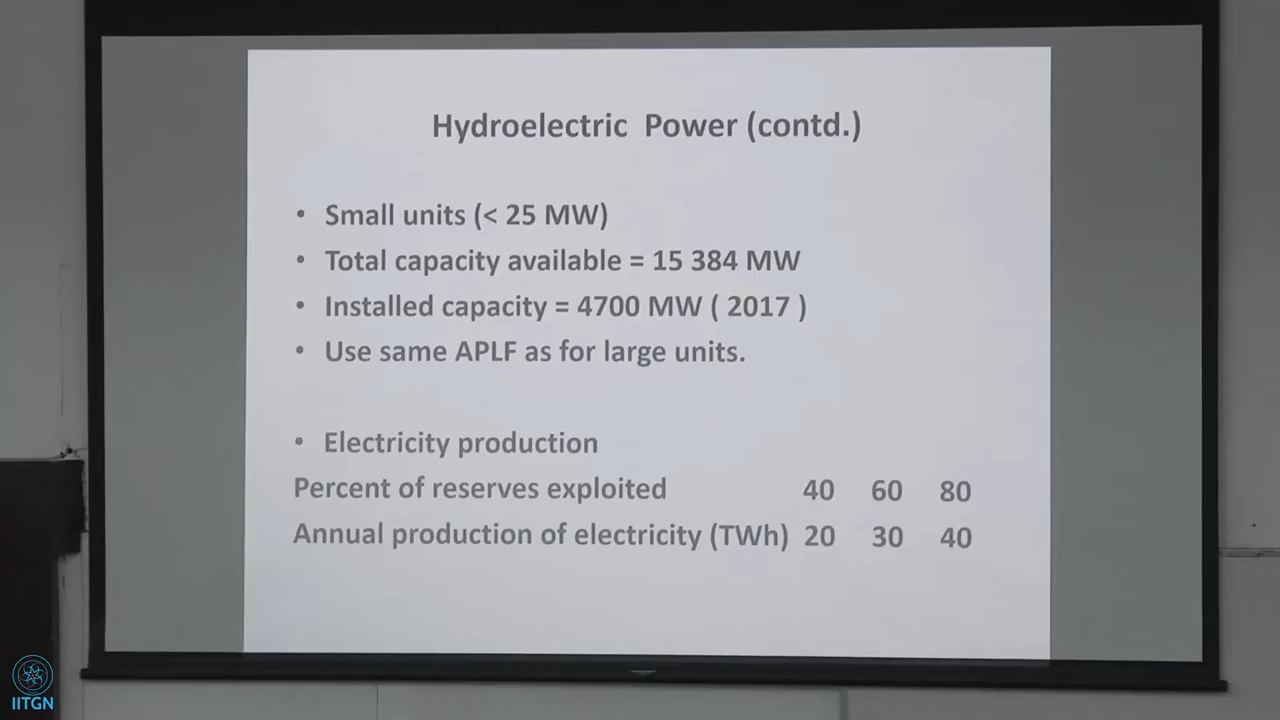 Hydroelectric Power (contd.)
• Small units (< 25 MW)
• Total capacity available = 15 384 MW
• Installed capacity = 4700 MW ( 2017 )
• Use same APLF as for large units.
• Electricity production
Percent of reserves exploited 40 60 80
Annual production of electricity (TWh) 20 30 40
IITGN